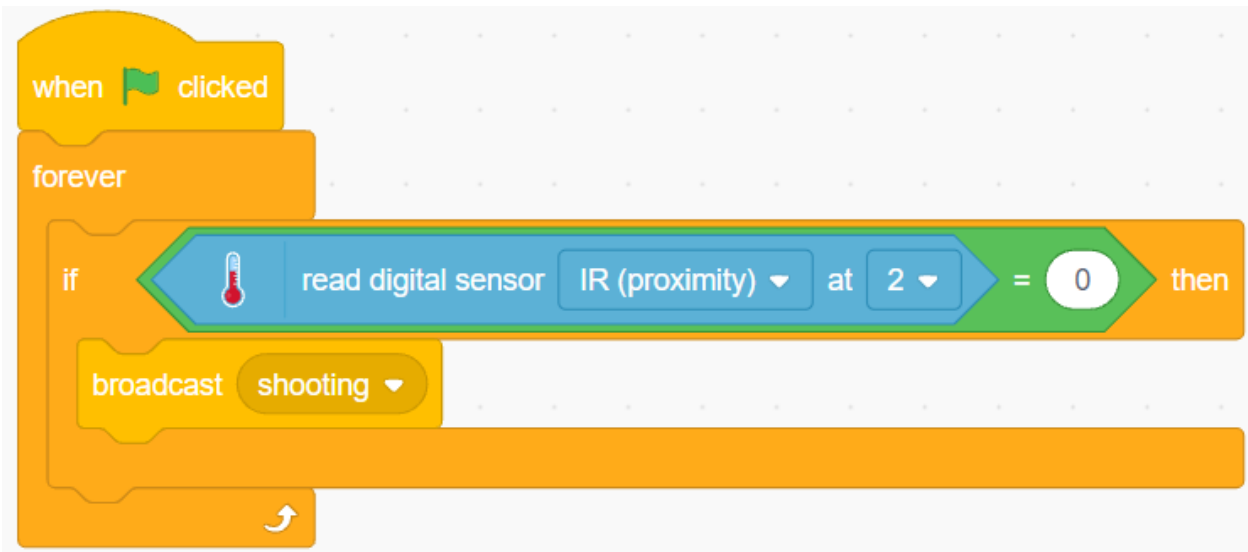 when clicked
forever
if read digital sensor IR (proximity) at 2 = 0 then
broadcast shooting